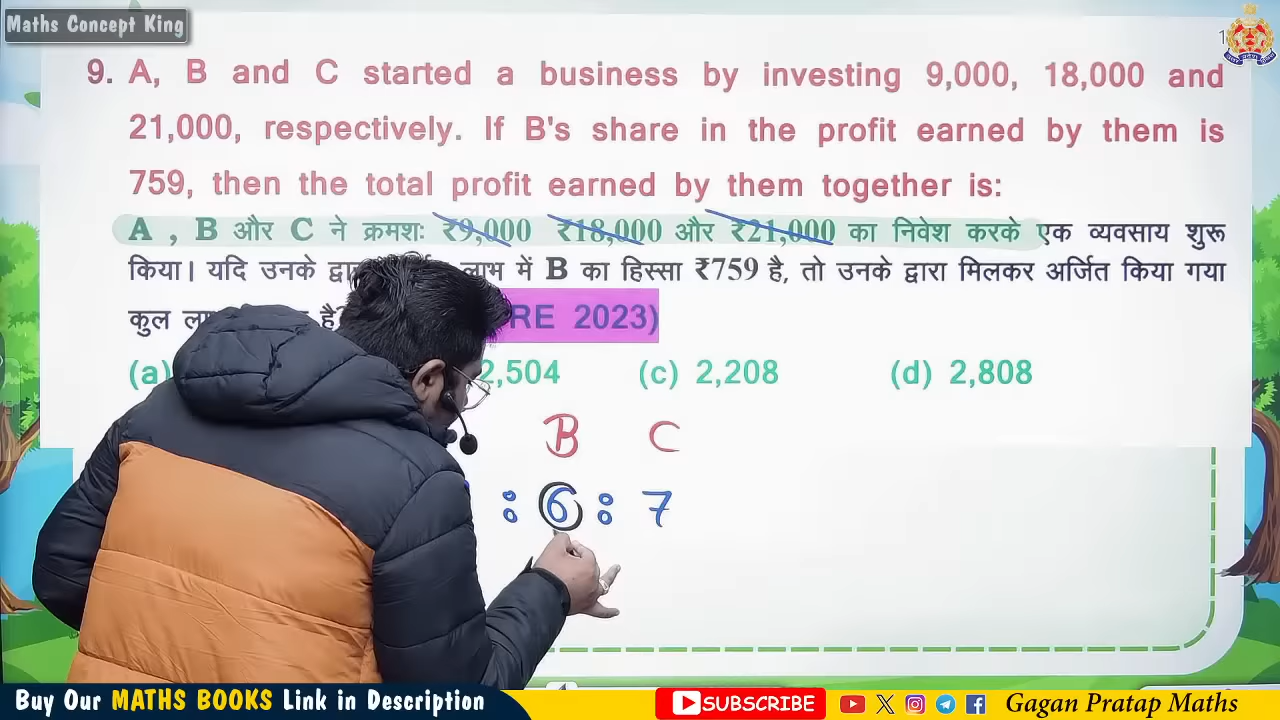 Maths Concept King
9. A, B and C started a business by investing 9,000, 18,000 and
21,000, respectively. If B's share in the profit earned by them is
759, then the total profit earned by them together is:
A , B और C ने क्रमशः ₹9,000 ₹18,000 और ₹21,000 का निवेश करके एक व्यवसाय शुरू
किया। यदि उनके लाभ में B का हिस्सा ₹759 है, तो उनके द्वारा मिलकर अर्जित किया गया
कुल है RE 2023)
(a) 2,504 (c) 2,208 (d) 2,808
B C
: 6 : 7
Buy Our MATHS BOOKS Link in Description
SUBSCRIBE
Gagan Pratap Maths